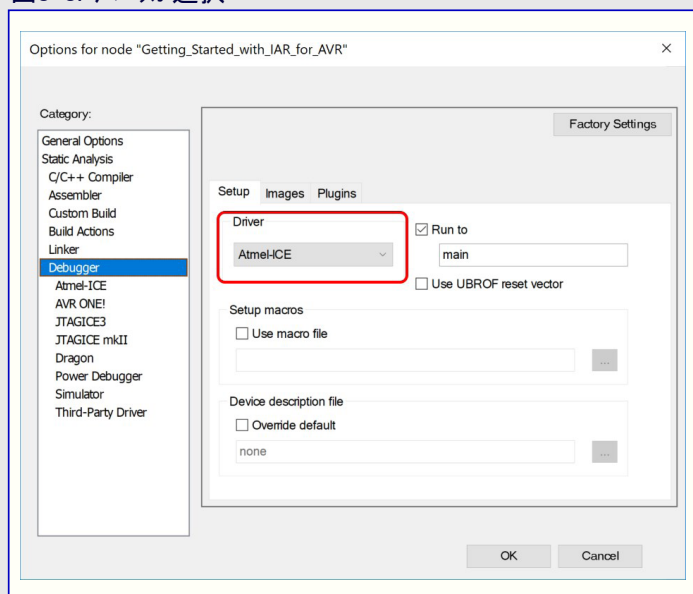 選択
Options for node "Getting_Started_with_IAR_for_AVR"
Category:
Factory Settings
General Options
Static Analysis
C/C++ Compiler
Assembler
Custom Build
Build Actions
Linker
Debugger
Atmel-ICE
AVR ONE!
JTAGICE3
JTAGICE mkII
Dragon
Power Debugger
Simulator
Third-Party Driver
Setup Images Plugins
Driver
Atmel-ICE
Run to
main
Use UBROF reset vector
Setup macros
Use macro file
...
Device description file
Override default
none
...
OK Cancel